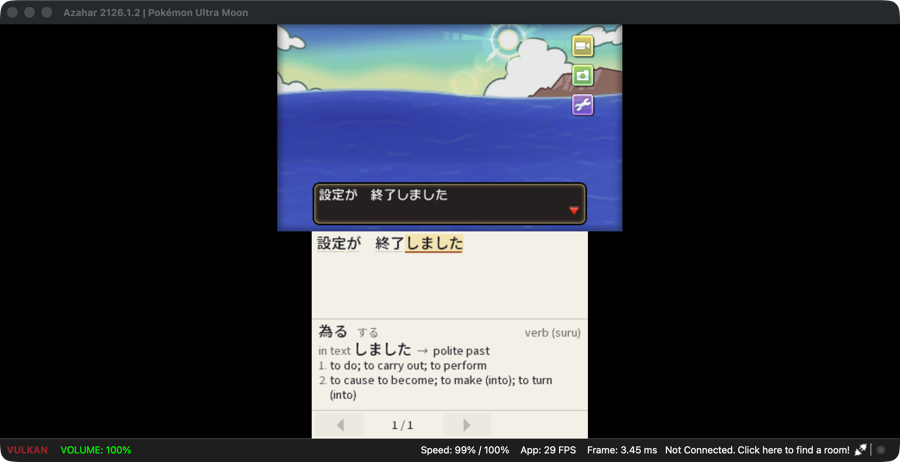 Azahar 2126.1.2 | Pokémon Ultra Moon
設定が　終了しました
設定が　終了しました
為る する verb (suru)
in text しました → polite past
1. to do; to carry out; to perform
2. to cause to become; to make (into); to turn
(into)
1 / 1
VULKAN VOLUME: 100% Speed: 99% / 100% App: 29 FPS Frame: 3.45 ms Not Connected. Click here to find a room!